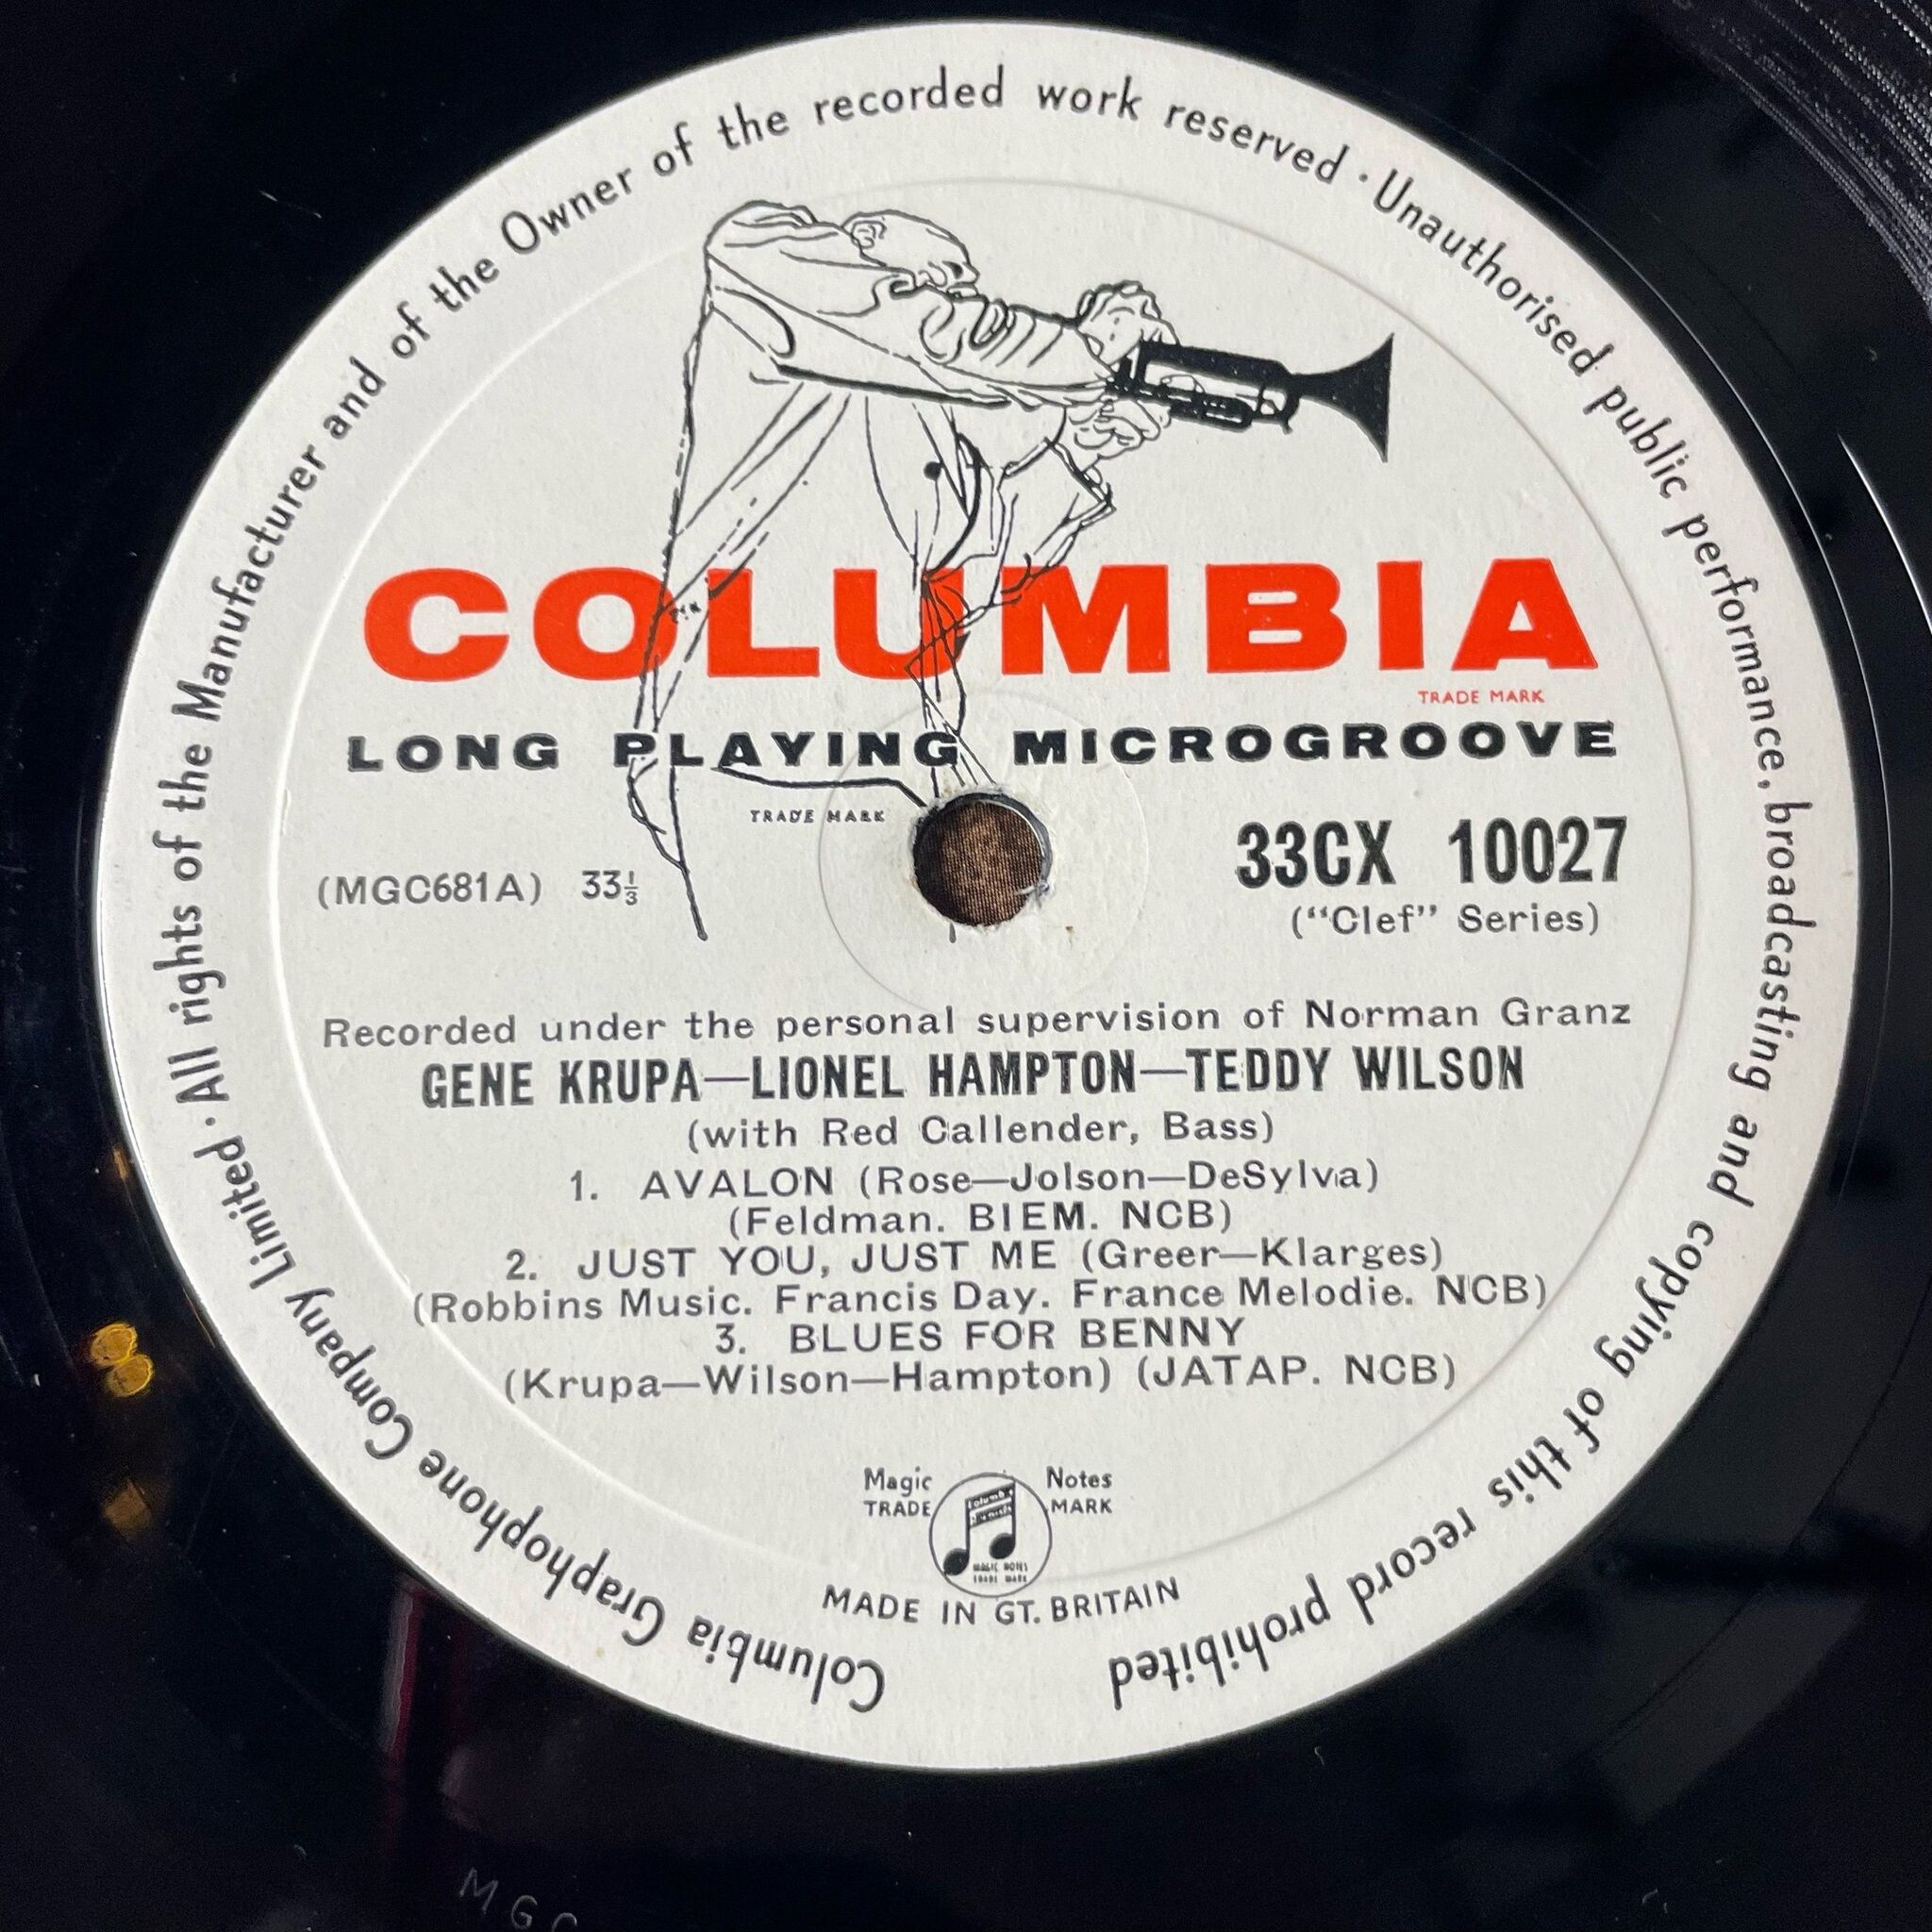 Columbia Graphophone Company Limited · All rights of the Manufacturer and of the Owner of the recorded work reserved · Unauthorised public performance, broadcasting and copying of this record prohibited
COLUMBIA
TRADE MARK
LONG PLAYING MICROGROOVE
TRADE MARK
33CX 10027
(MGC681A) 33⅓
("Clef" Series)
Recorded under the personal supervision of Norman Granz
GENE KRUPA—LIONEL HAMPTON—TEDDY WILSON
(with Red Callender, Bass)
1. AVALON (Rose—Jolson—DeSylva)
(Feldman. BIEM. NCB)
2. JUST YOU, JUST ME (Greer—Klarges)
(Robbins Music. Francis Day. France Melodie. NCB)
3. BLUES FOR BENNY
(Krupa—Wilson—Hampton) (JATAP. NCB)
Magic Notes
TRADE MARK
MAGIC NOTES
TRADE MARK
MADE IN GT. BRITAIN
MGC